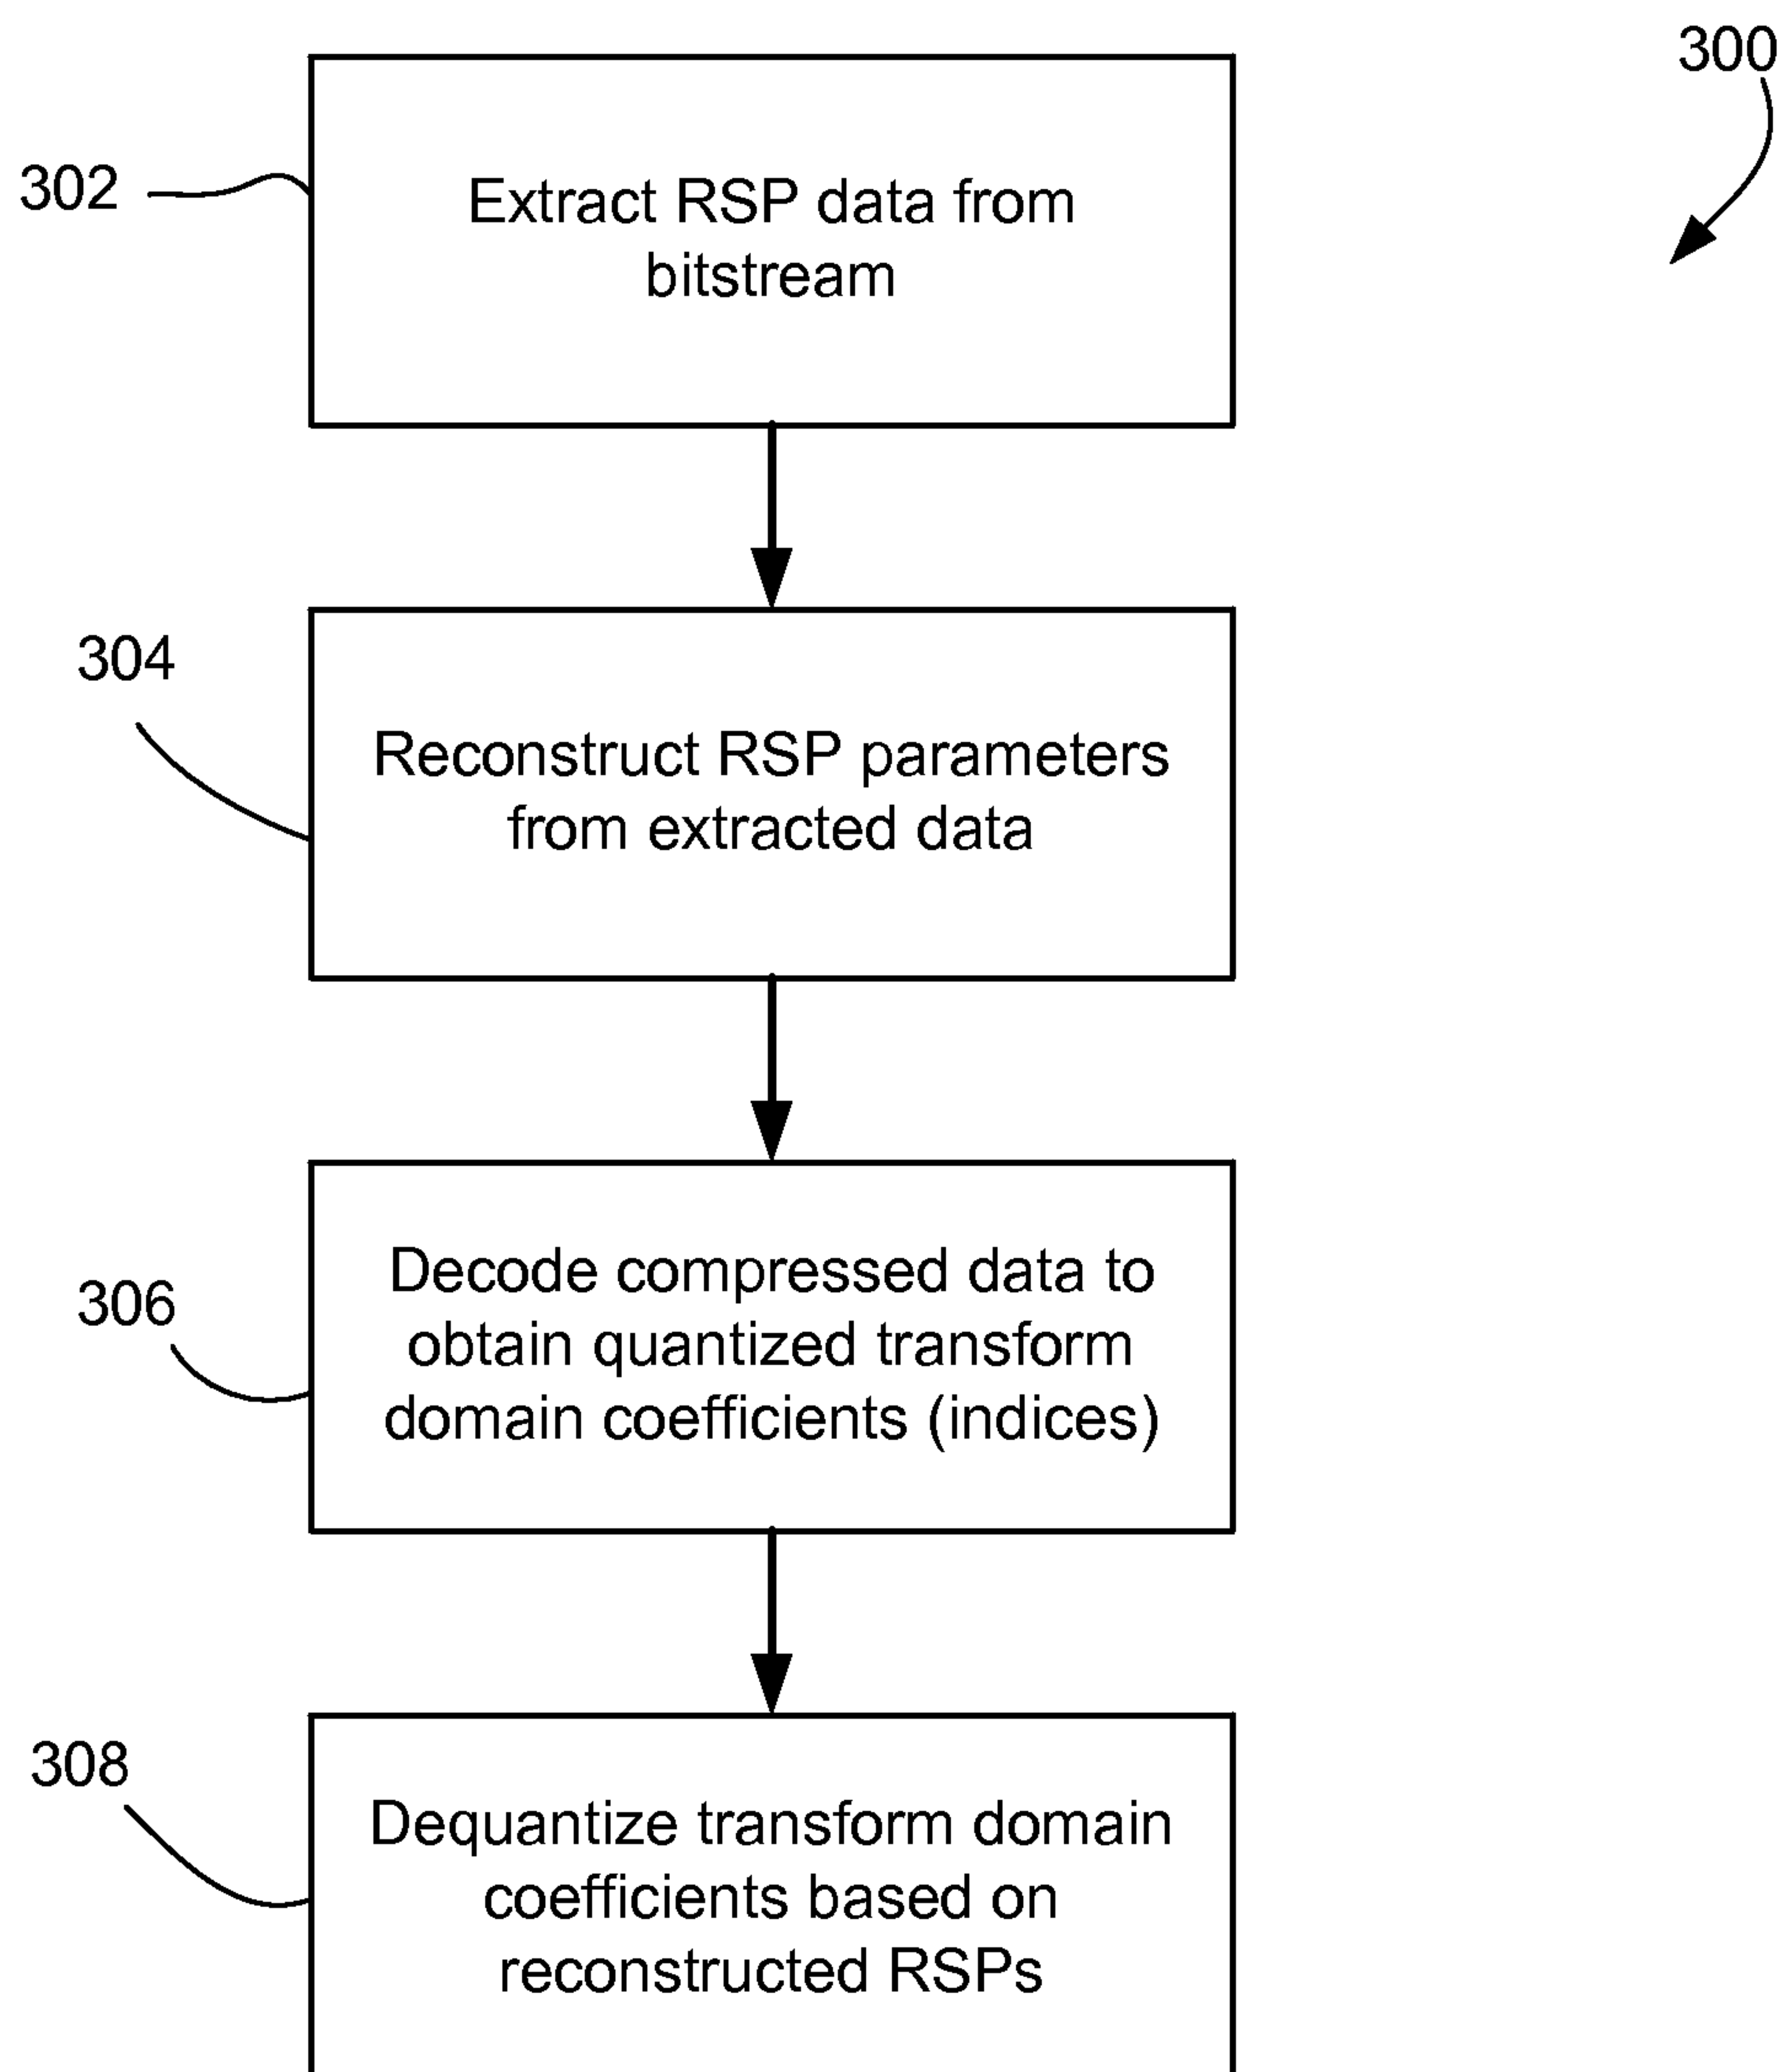 300
302
Extract RSP data from
bitstream
304
Reconstruct RSP parameters
from extracted data
306
Decode compressed data to
obtain quantized transform
domain coefficients (indices)
308
Dequantize transform domain
coefficients based on
reconstructed RSPs